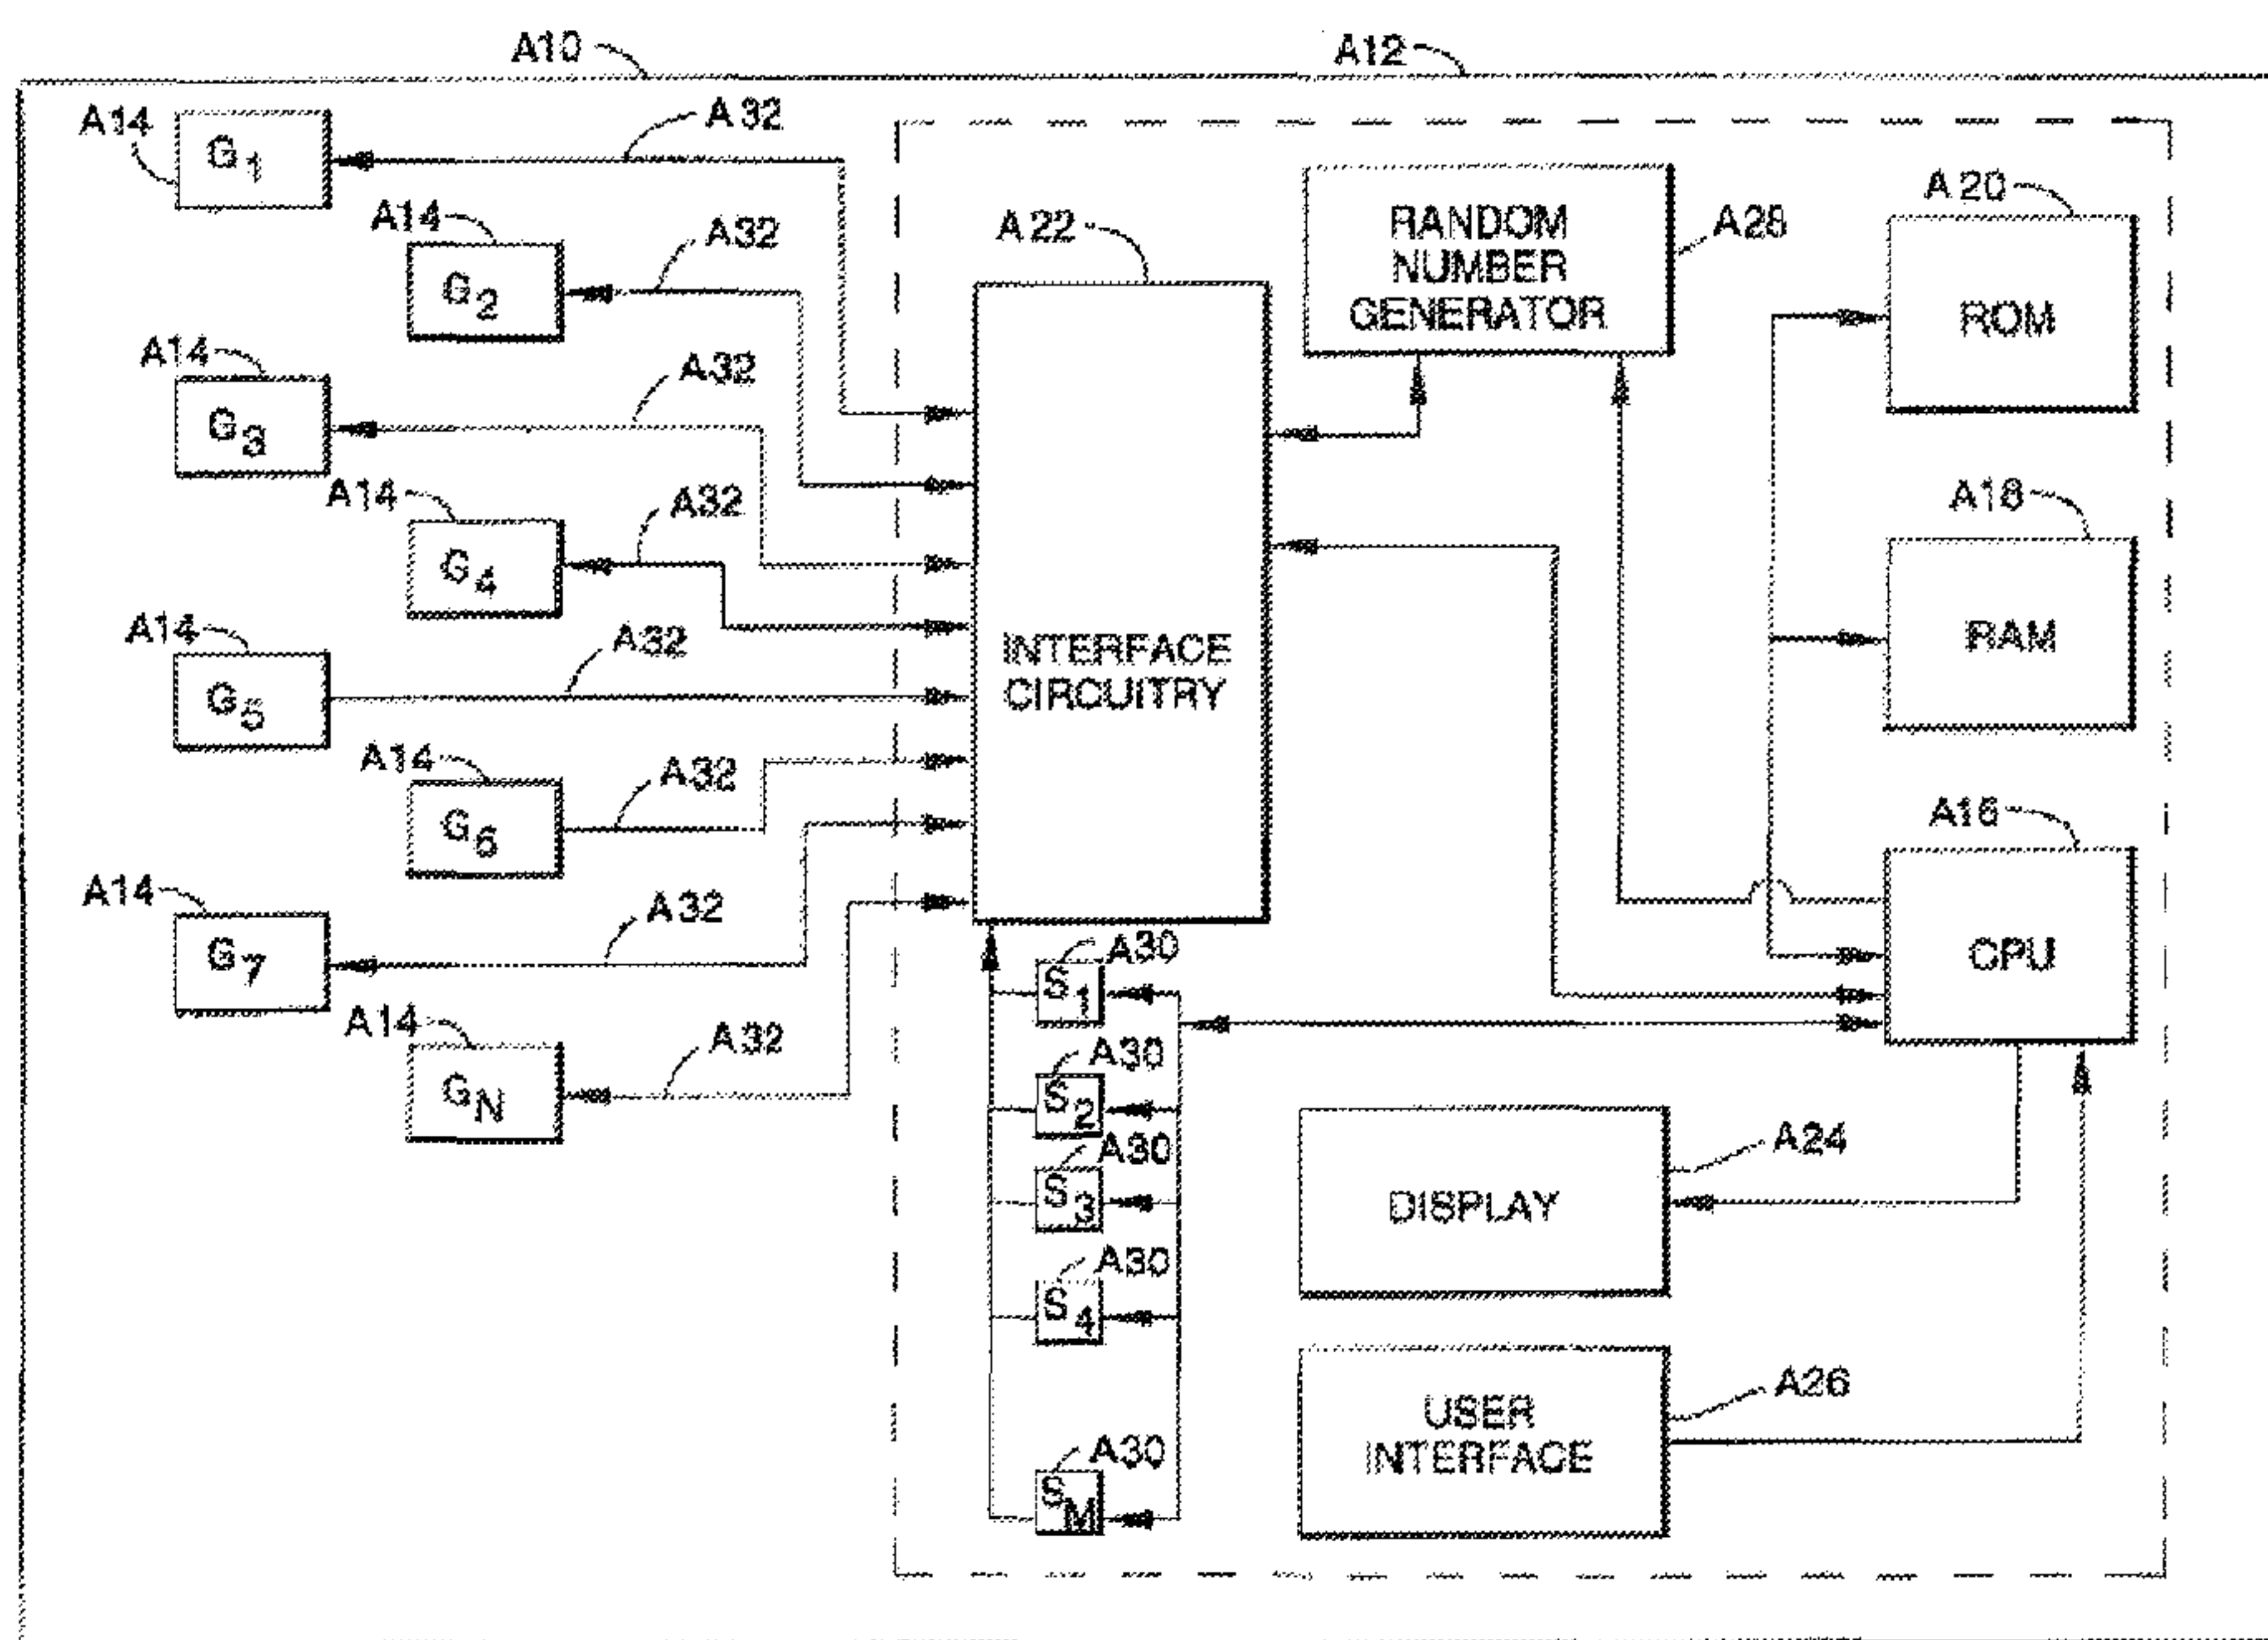 A10
A12
A14
G1
A32
A14
G2
A32
A14
G3
A32
A14
G4
A32
A14
G5
A32
A14
G6
A32
A14
G7
A32
A14
GN
A32
A22
INTERFACE
CIRCUITRY
RANDOM
NUMBER
GENERATOR
A28
A20
ROM
A18
RAM
A16
CPU
A30
S1
A30
S2
A30
S3
A30
S4
A30
SM
DISPLAY
A24
USER
INTERFACE
A26